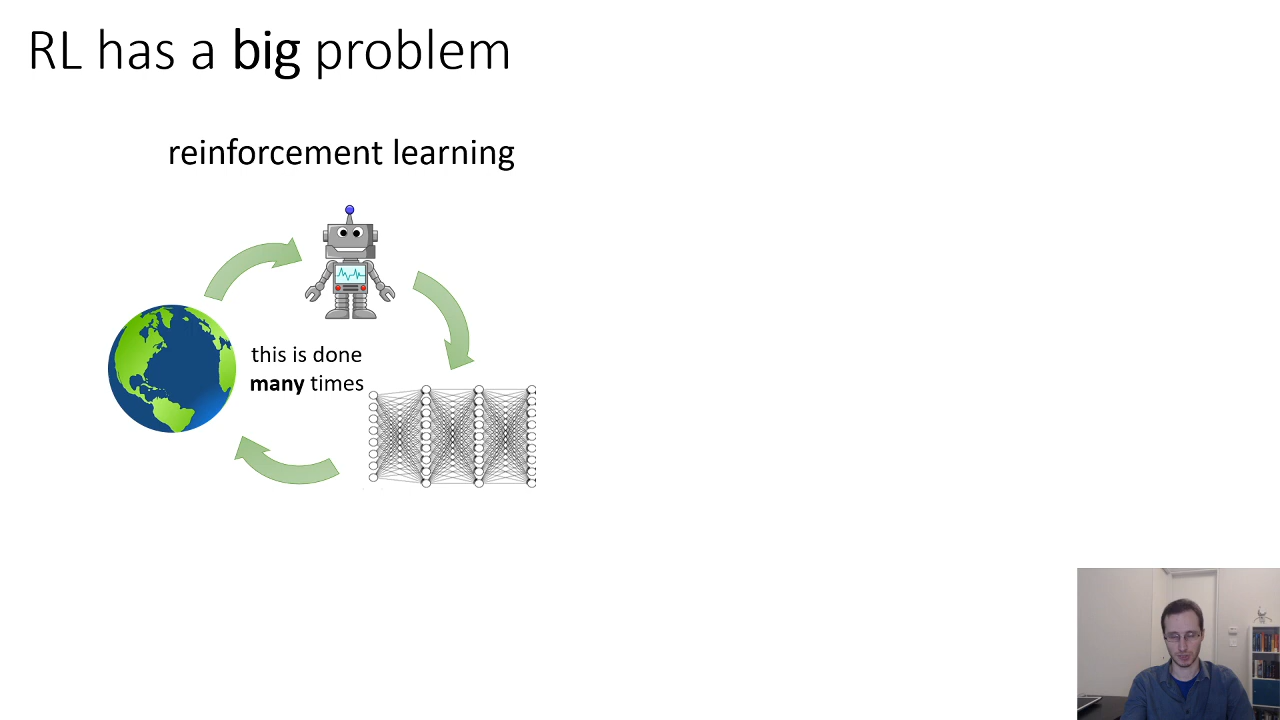 RL has a big problem
reinforcement learning
this is done
many times